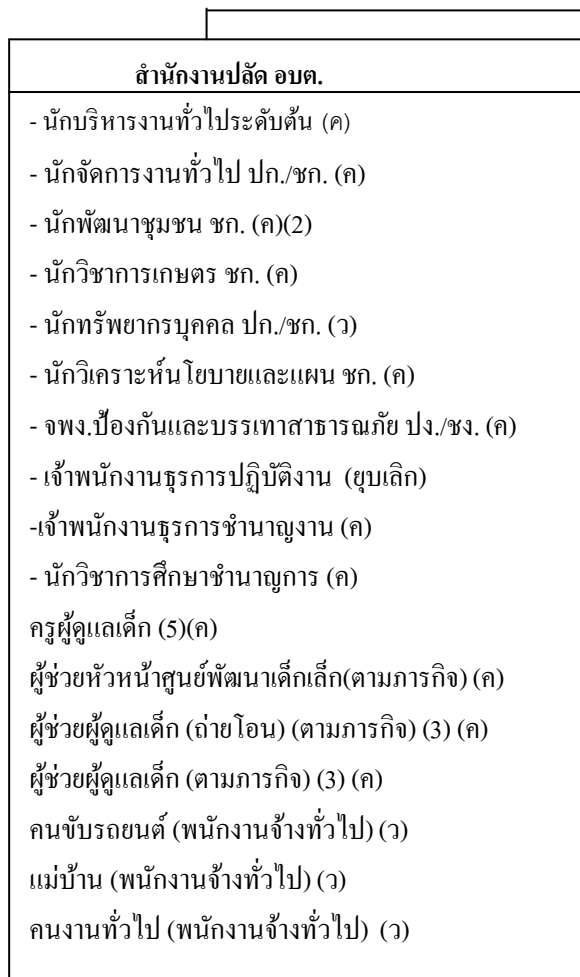 สำนักงานปลัด อบต.
- นักบริหารงานทั่วไประดับต้น (ค)
- นักจัดการงานทั่วไป ปก./ชก. (ค)
- นักพัฒนาชุมชน ชก. (ค)(2)
- นักวิชาการเกษตร ชก. (ค)
- นักทรัพยากรบุคคล ปก./ชก. (ว)
- นักวิเคราะห์นโยบายและแผน ชก. (ค)
- จพง.ป้องกันและบรรเทาสาธารณภัย ปง./ชง. (ค)
- เจ้าพนักงานธุรการปฏิบัติงาน (ยุบเลิก)
-เจ้าพนักงานธุรการชำนาญงาน (ค)
- นักวิชาการศึกษาชำนาญการ (ค)
ครูผู้ดูแลเด็ก (5)(ค)
ผู้ช่วยหัวหน้าศูนย์พัฒนาเด็กเล็ก(ตามภารกิจ) (ค)
ผู้ช่วยผู้ดูแลเด็ก (ถ่ายโอน) (ตามภารกิจ) (3) (ค)
ผู้ช่วยผู้ดูแลเด็ก (ตามภารกิจ) (3) (ค)
คนขับรถยนต์ (พนักงานจ้างทั่วไป) (ว)
แม่บ้าน (พนักงานจ้างทั่วไป) (ว)
คนงานทั่วไป (พนักงานจ้างทั่วไป) (ว)